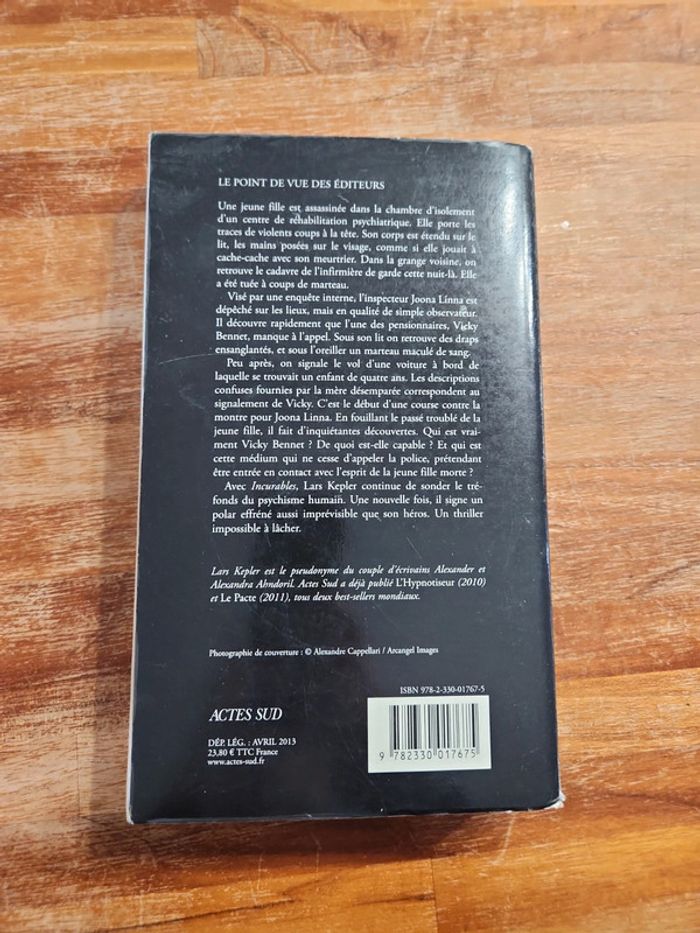 LE POINT DE VUE DES ÉDITEURS
Une jeune fille est assassinée dans la chambre d'isolement
d'un centre de réhabilitation psychiatrique. Elle porte les
traces de violents coups à la tête. Son corps est étendu sur le
lit, les mains posées sur le visage, comme si elle jouait à
cache-cache avec son meurtrier. Dans la grange voisine, on
retrouve le cadavre de l'infirmière de garde cette nuit-là. Elle
a été tuée à coups de marteau.
Visé par une enquête interne, l'inspecteur Joona Linna est
dépêché sur les lieux, mais en qualité de simple observateur.
Il découvre rapidement que l'une des pensionnaires, Vicky
Bennet, manque à l'appel. Sous son lit on retrouve des draps
ensanglantés, et sous l'oreiller un marteau maculé de sang.
Peu après, on signale le vol d'une voiture à bord de
laquelle se trouvait un enfant de quatre ans. Les descriptions
confuses fournies par la mère désemparée correspondent au
signalement de Vicky. C'est le début d'une course contre la
montre pour Joona Linna. En fouillant le passé troublé de la
jeune fille, il fait d'inquiétantes découvertes. Qui est vrai-
ment Vicky Bennet ? De quoi est-elle capable ? Et qui est
cette médium qui ne cesse d'appeler la police, prétendant
être entrée en contact avec l'esprit de la jeune fille morte ?
Avec Incurables, Lars Kepler continue de sonder le tré-
fonds du psychisme humain. Une nouvelle fois, il signe un
polar effréné aussi imprévisible que son héros. Un thriller
impossible à lâcher.
Lars Kepler est le pseudonyme du couple d'écrivains Alexander et
Alexandra Ahndoril. Actes Sud a déjà publié L'Hypnotiseur (2010)
et Le Pacte (2011), tous deux best-sellers mondiaux.
Photographie de couverture : © Alexandre Cappellari / Arcangel Images
ISBN 978-2-330-01767-5
ACTES SUD
DÉP. LÉG. : AVRIL 2013
23,80 € TTC France
www.actes-sud.fr
9 782330 017675